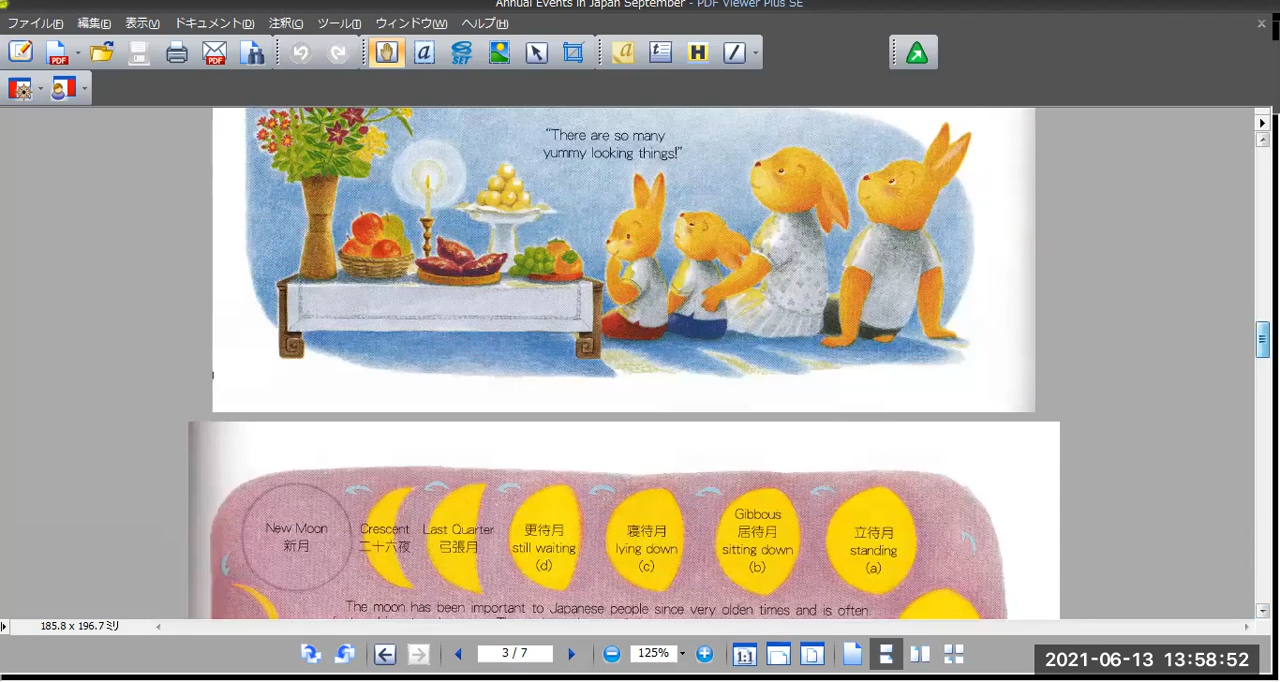 Annual Events in Japan September - PDF Viewer Plus SE
ファイル(F) 編集(E) 表示(V) ドキュメント(D) 注釈(C) ツール(T) ウィンドウ(W) ヘルプ(H)
"There are so many
yummy looking things!"
New Moon
新月
Crescent
二十六夜
Last Quarter
弓張月
更待月
still waiting
(d)
寝待月
lying down
(c)
Gibbous
居待月
sitting down
(b)
立待月
standing
(a)
The moon has been important to Japanese people since very olden times and is often
185.8 x 196.7 ミリ
3 / 7
125%
1:1
2021-06-13 13:58:52